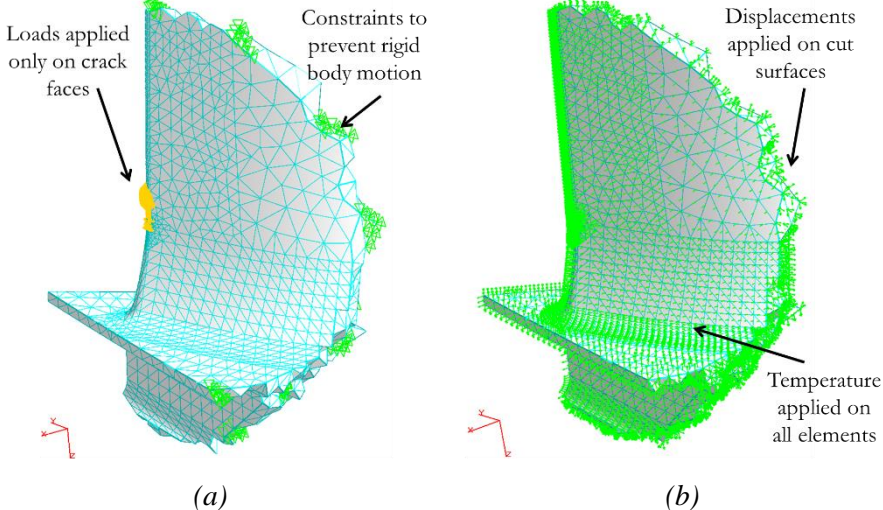 Loads applied
only on crack
faces
Constraints to
prevent rigid
body motion
Displacements
applied on cut
surfaces
Temperature
applied on
all elements
Y
X
Z
Y
X
Z
(a)
(b)